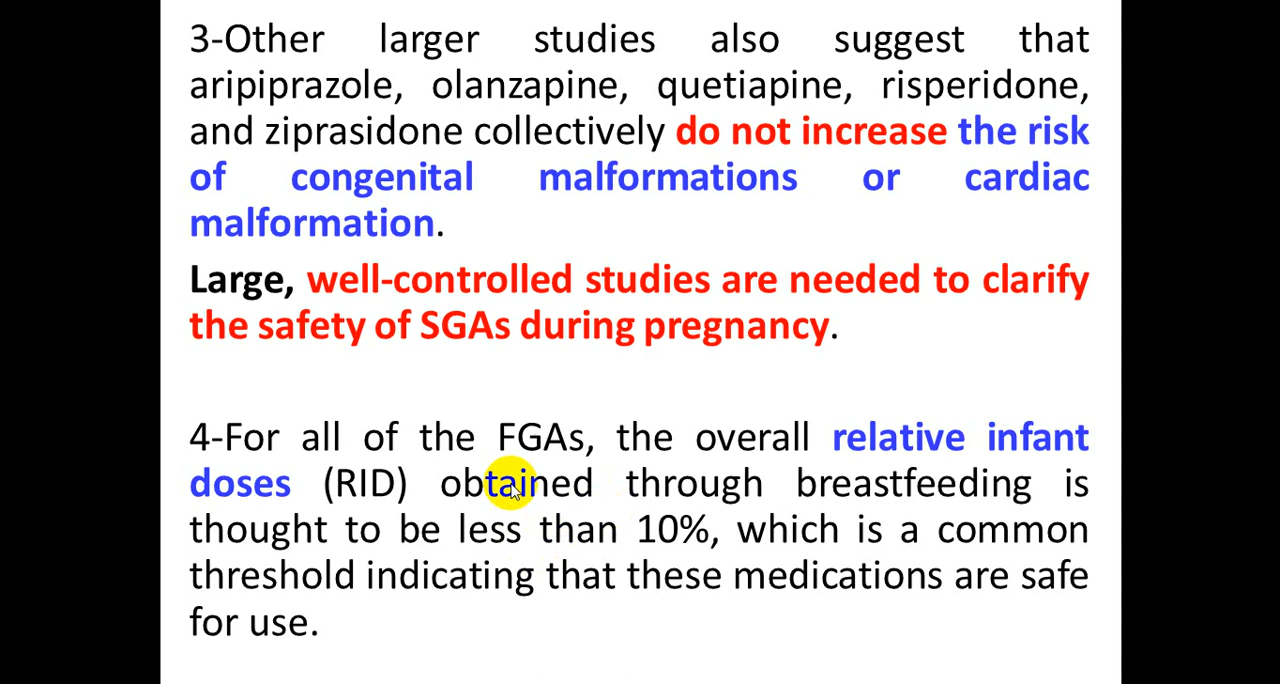 3-Other larger studies also suggest that
aripiprazole, olanzapine, quetiapine, risperidone,
and ziprasidone collectively do not increase the risk
of congenital malformations or cardiac
malformation.
Large, well-controlled studies are needed to clarify
the safety of SGAs during pregnancy.
4-For all of the FGAs, the overall relative infant
doses (RID) obtained through breastfeeding is
thought to be less than 10%, which is a common
threshold indicating that these medications are safe
for use.